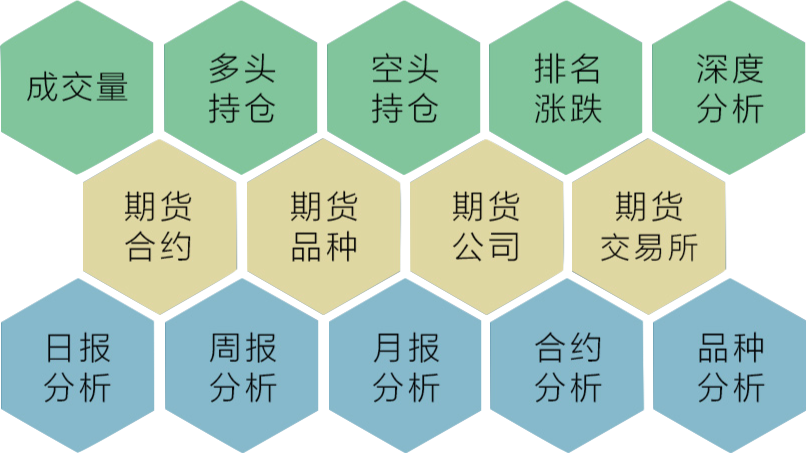 成交量
多头
持仓
空头
持仓
排名
涨跌
深度
分析
期货
合约
期货
品种
期货
公司
期货
交易所
日报
分析
周报
分析
月报
分析
合约
分析
品种
分析